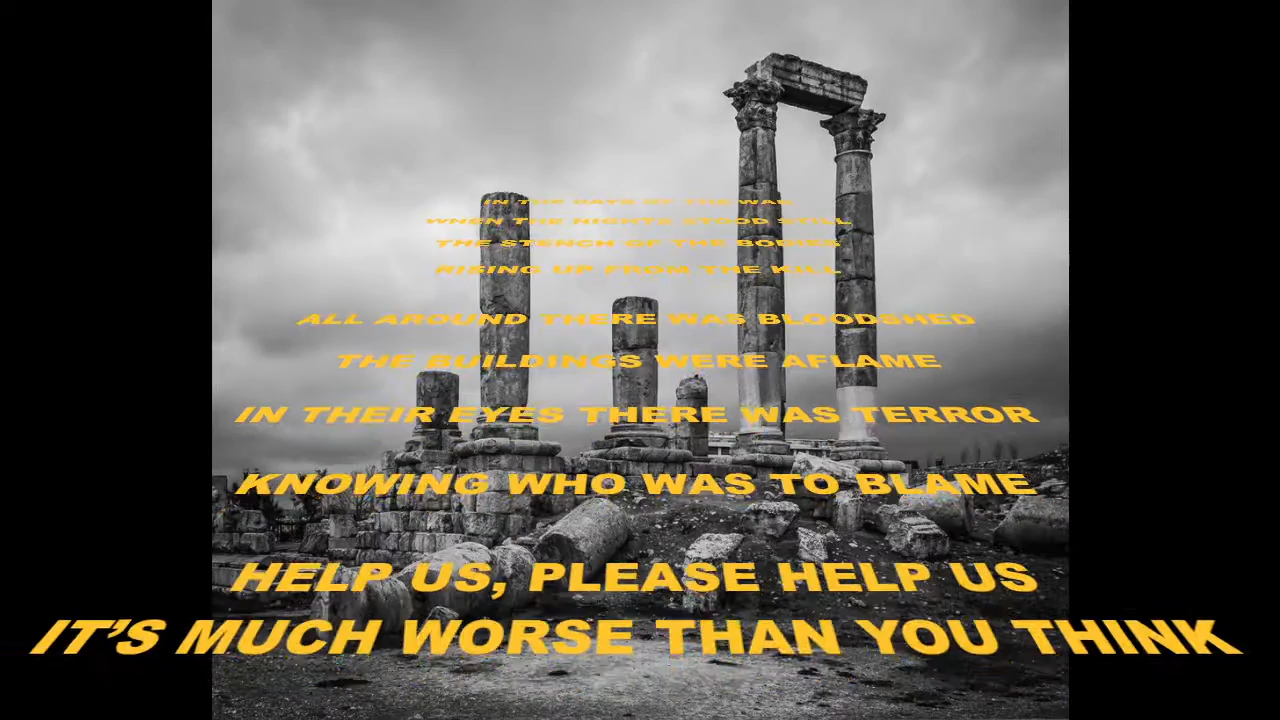 IN THE DAYS OF THE WAR
WHEN THE NIGHTS STOOD STILL
THE STENCH OF THE BODIES
RISING UP FROM THE KILL
ALL AROUND THERE WAS BLOODSHED
THE BUILDINGS WERE AFLAME
IN THEIR EYES THERE WAS TERROR
KNOWING WHO WAS TO BLAME
HELP US, PLEASE HELP US
IT’S MUCH WORSE THAN YOU THINK